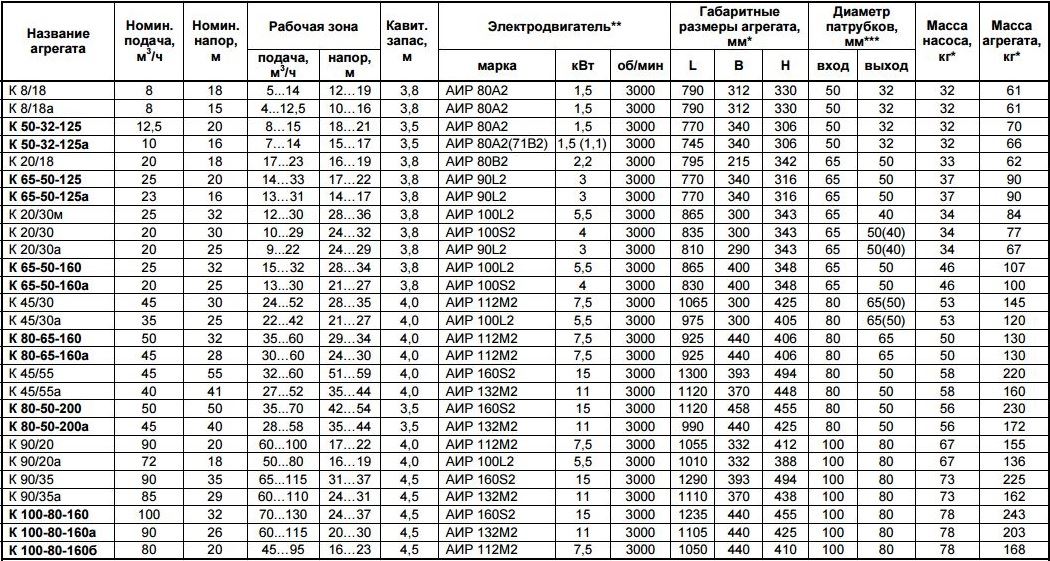 Название агрегата | Номин. подача, м³/ч | Номин. напор, м | Рабочая зона | Кавит. запас, м | Электродвигатель** | Габаритные размеры агрегата, мм* | Диаметр патрубков, мм*** | Масса насоса, кг* | Масса агрегата, кг*
подача, м³/ч | напор, м | марка | кВт | об/мин | L | B | H | вход | выход
К 8/18 | 8 | 18 | 5…14 | 12…19 | 3,8 | АИР 80А2 | 1,5 | 3000 | 790 | 312 | 330 | 50 | 32 | 32 | 61
К 8/18а | 8 | 15 | 4…12,5 | 10…16 | 3,8 | АИР 80А2 | 1,5 | 3000 | 790 | 312 | 330 | 50 | 32 | 32 | 61
К 50-32-125 | 12,5 | 20 | 8…15 | 18…21 | 3,5 | АИР 80А2 | 1,5 | 3000 | 770 | 340 | 306 | 50 | 32 | 32 | 70
К 50-32-125а | 10 | 16 | 7…14 | 15…17 | 3,5 | АИР 80А2(71В2) | 1,5 (1,1) | 3000 | 745 | 340 | 306 | 50 | 32 | 32 | 66
К 20/18 | 20 | 18 | 17…23 | 16…19 | 3,8 | АИР 80В2 | 2,2 | 3000 | 795 | 215 | 342 | 65 | 50 | 33 | 62
К 65-50-125 | 25 | 20 | 14…33 | 17…22 | 3,8 | АИР 90L2 | 3 | 3000 | 770 | 340 | 316 | 65 | 50 | 37 | 90
К 65-50-125а | 23 | 16 | 13…31 | 14…17 | 3,8 | АИР 90L2 | 3 | 3000 | 770 | 340 | 316 | 65 | 50 | 37 | 90
К 20/30м | 25 | 32 | 12…30 | 28…36 | 3,8 | АИР 100L2 | 5,5 | 3000 | 865 | 300 | 343 | 65 | 40 | 34 | 84
К 20/30 | 20 | 30 | 10…29 | 24…32 | 3,8 | АИР 100S2 | 4 | 3000 | 835 | 300 | 343 | 65 | 50(40) | 34 | 77
К 20/30а | 20 | 25 | 9…22 | 24…29 | 3,8 | АИР 90L2 | 3 | 3000 | 810 | 290 | 343 | 65 | 50(40) | 34 | 67
К 65-50-160 | 25 | 32 | 15…32 | 28…34 | 3,8 | АИР 100L2 | 5,5 | 3000 | 865 | 400 | 348 | 65 | 50 | 46 | 107
К 65-50-160а | 20 | 25 | 13…30 | 21…27 | 3,8 | АИР 100S2 | 4 | 3000 | 830 | 400 | 348 | 65 | 50 | 46 | 100
К 45/30 | 45 | 30 | 24…52 | 28…35 | 4,0 | АИР 112М2 | 7,5 | 3000 | 1065 | 300 | 425 | 80 | 65(50) | 53 | 145
К 45/30а | 35 | 25 | 22…42 | 21…27 | 4,0 | АИР 100L2 | 5,5 | 3000 | 975 | 300 | 405 | 80 | 65(50) | 53 | 120
К 80-65-160 | 50 | 32 | 35…60 | 29…34 | 4,0 | АИР 112М2 | 7,5 | 3000 | 925 | 440 | 406 | 80 | 65 | 50 | 130
К 80-65-160а | 45 | 28 | 30…60 | 24…30 | 4,0 | АИР 112М2 | 7,5 | 3000 | 925 | 440 | 406 | 80 | 65 | 50 | 130
К 45/55 | 45 | 55 | 32…60 | 51…59 | 4,0 | АИР 160S2 | 15 | 3000 | 1300 | 393 | 494 | 80 | 50 | 58 | 220
К 45/55а | 40 | 41 | 27…52 | 35…44 | 4,0 | АИР 132М2 | 11 | 3000 | 1120 | 370 | 448 | 80 | 50 | 58 | 160
К 80-50-200 | 50 | 50 | 35…70 | 42…54 | 3,5 | АИР 160S2 | 15 | 3000 | 1120 | 458 | 455 | 80 | 50 | 56 | 230
К 80-50-200а | 45 | 40 | 28…58 | 35…44 | 3,5 | АИР 132М2 | 11 | 3000 | 990 | 440 | 425 | 80 | 50 | 56 | 172
К 90/20 | 90 | 20 | 60…100 | 17…22 | 4,0 | АИР 112М2 | 7,5 | 3000 | 1055 | 332 | 412 | 100 | 80 | 67 | 155
К 90/20а | 72 | 18 | 50…80 | 16…19 | 4,0 | АИР 100L2 | 5,5 | 3000 | 1010 | 332 | 388 | 100 | 80 | 67 | 136
К 90/35 | 90 | 35 | 65…115 | 31…37 | 4,5 | АИР 160S2 | 15 | 3000 | 1290 | 393 | 494 | 100 | 80 | 73 | 225
К 90/35а | 85 | 29 | 60…110 | 24…31 | 4,5 | АИР 132М2 | 11 | 3000 | 1110 | 370 | 438 | 100 | 80 | 73 | 162
К 100-80-160 | 100 | 32 | 70…130 | 24…37 | 4,5 | АИР 160S2 | 15 | 3000 | 1235 | 440 | 455 | 100 | 80 | 78 | 243
К 100-80-160а | 90 | 26 | 60…115 | 20…30 | 4,5 | АИР 132М2 | 11 | 3000 | 1105 | 440 | 425 | 100 | 80 | 78 | 203
К 100-80-160б | 80 | 20 | 45…95 | 16…23 | 4,5 | АИР 112М2 | 7,5 | 3000 | 1050 | 440 | 410 | 100 | 80 | 78 | 168